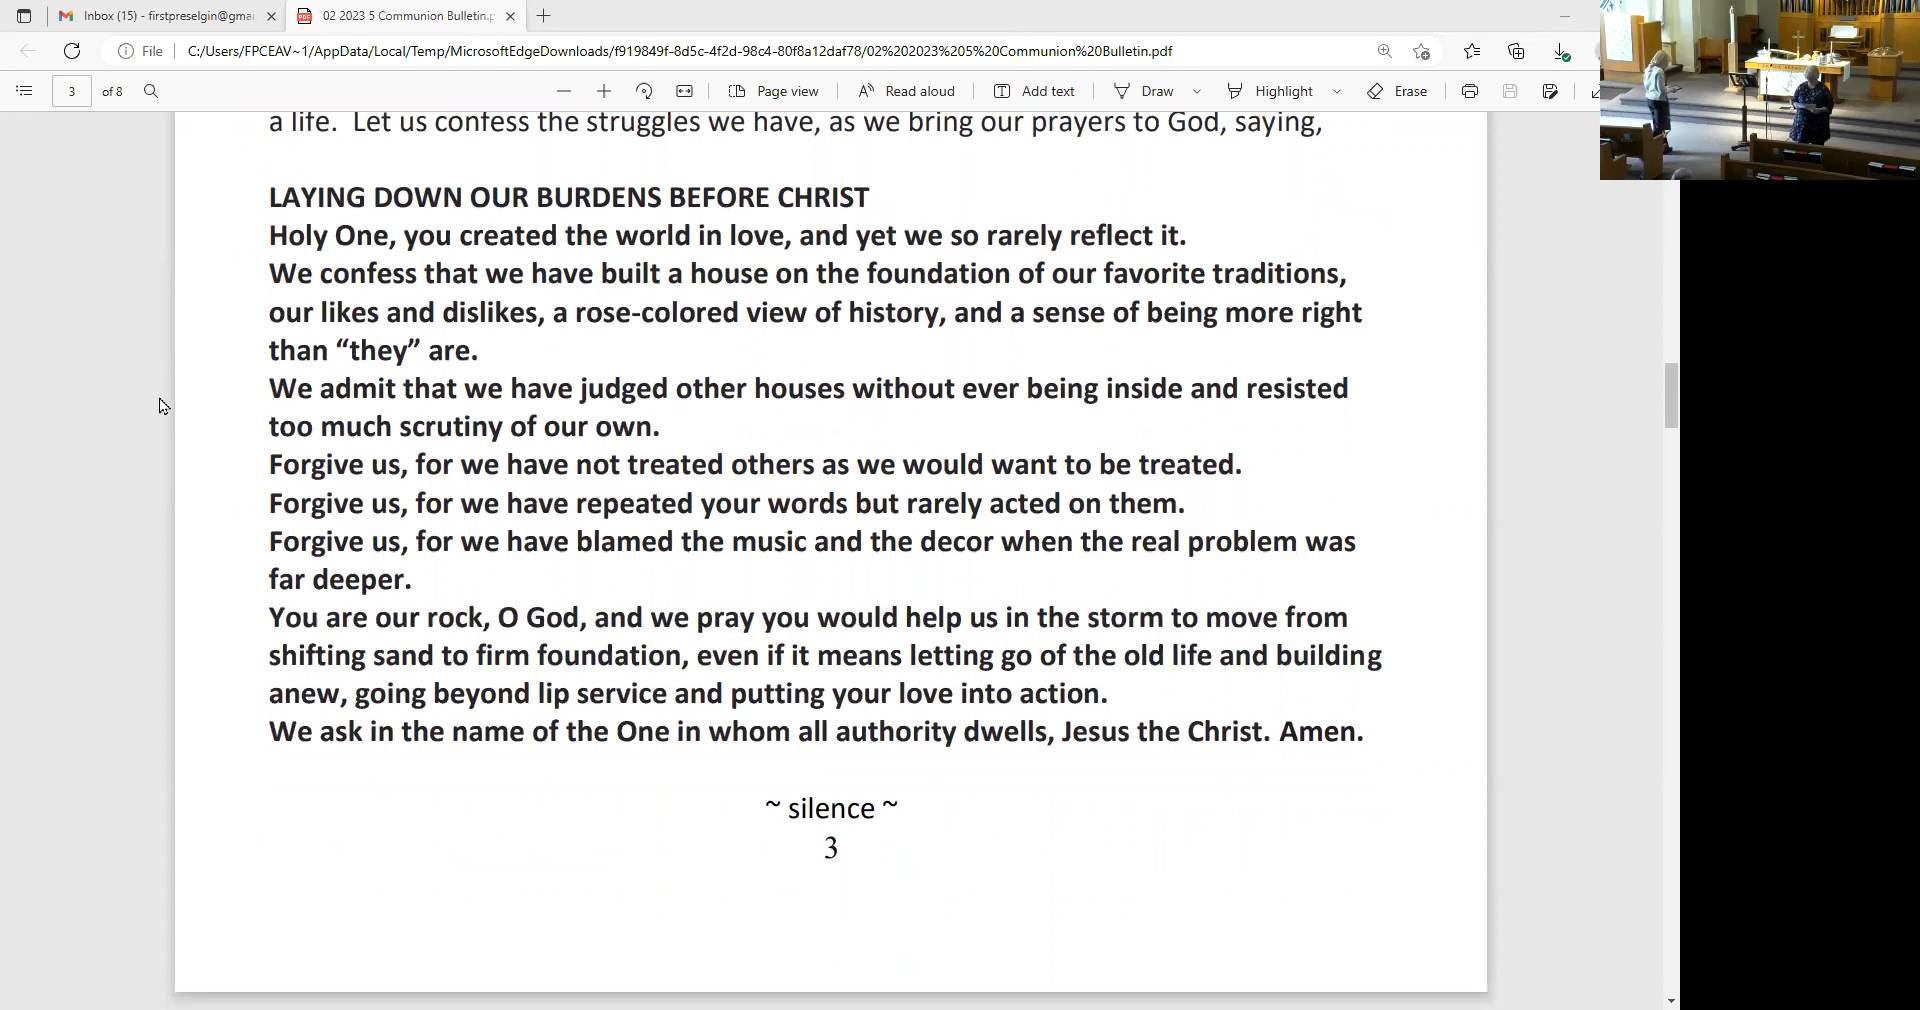 Inbox (15) - firstpreselgin@gmai
02 2023 5 Communion Bulletin.p
File
C:/Users/FPCEAV~1/AppData/Local/Temp/MicrosoftEdgeDownloads/f919849f-8d5c-4f2d-98c4-80f8a12daf78/02%202023%205%20Communion%20Bulletin.pdf
3 of 8
Page view
Read aloud
Add text
Draw
Highlight
Erase
a life. Let us confess the struggles we have, as we bring our prayers to God, saying,
LAYING DOWN OUR BURDENS BEFORE CHRIST
Holy One, you created the world in love, and yet we so rarely reflect it.
We confess that we have built a house on the foundation of our favorite traditions,
our likes and dislikes, a rose-colored view of history, and a sense of being more right
than “they” are.
We admit that we have judged other houses without ever being inside and resisted
too much scrutiny of our own.
Forgive us, for we have not treated others as we would want to be treated.
Forgive us, for we have repeated your words but rarely acted on them.
Forgive us, for we have blamed the music and the decor when the real problem was
far deeper.
You are our rock, O God, and we pray you would help us in the storm to move from
shifting sand to firm foundation, even if it means letting go of the old life and building
anew, going beyond lip service and putting your love into action.
We ask in the name of the One in whom all authority dwells, Jesus the Christ. Amen.
~ silence ~
3